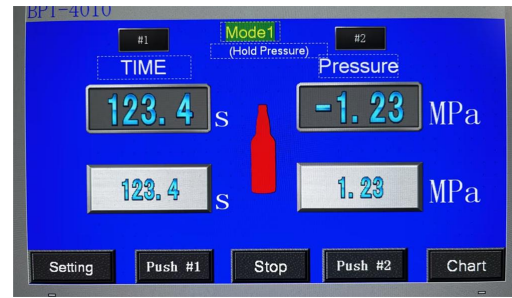 BPT-4010
#1
Mode1
#2
(Hold Pressure)
TIME
Pressure
123.4 s
-1.23 MPa
123.4 s
1.23 MPa
Setting
Push #1
Stop
Push #2
Chart